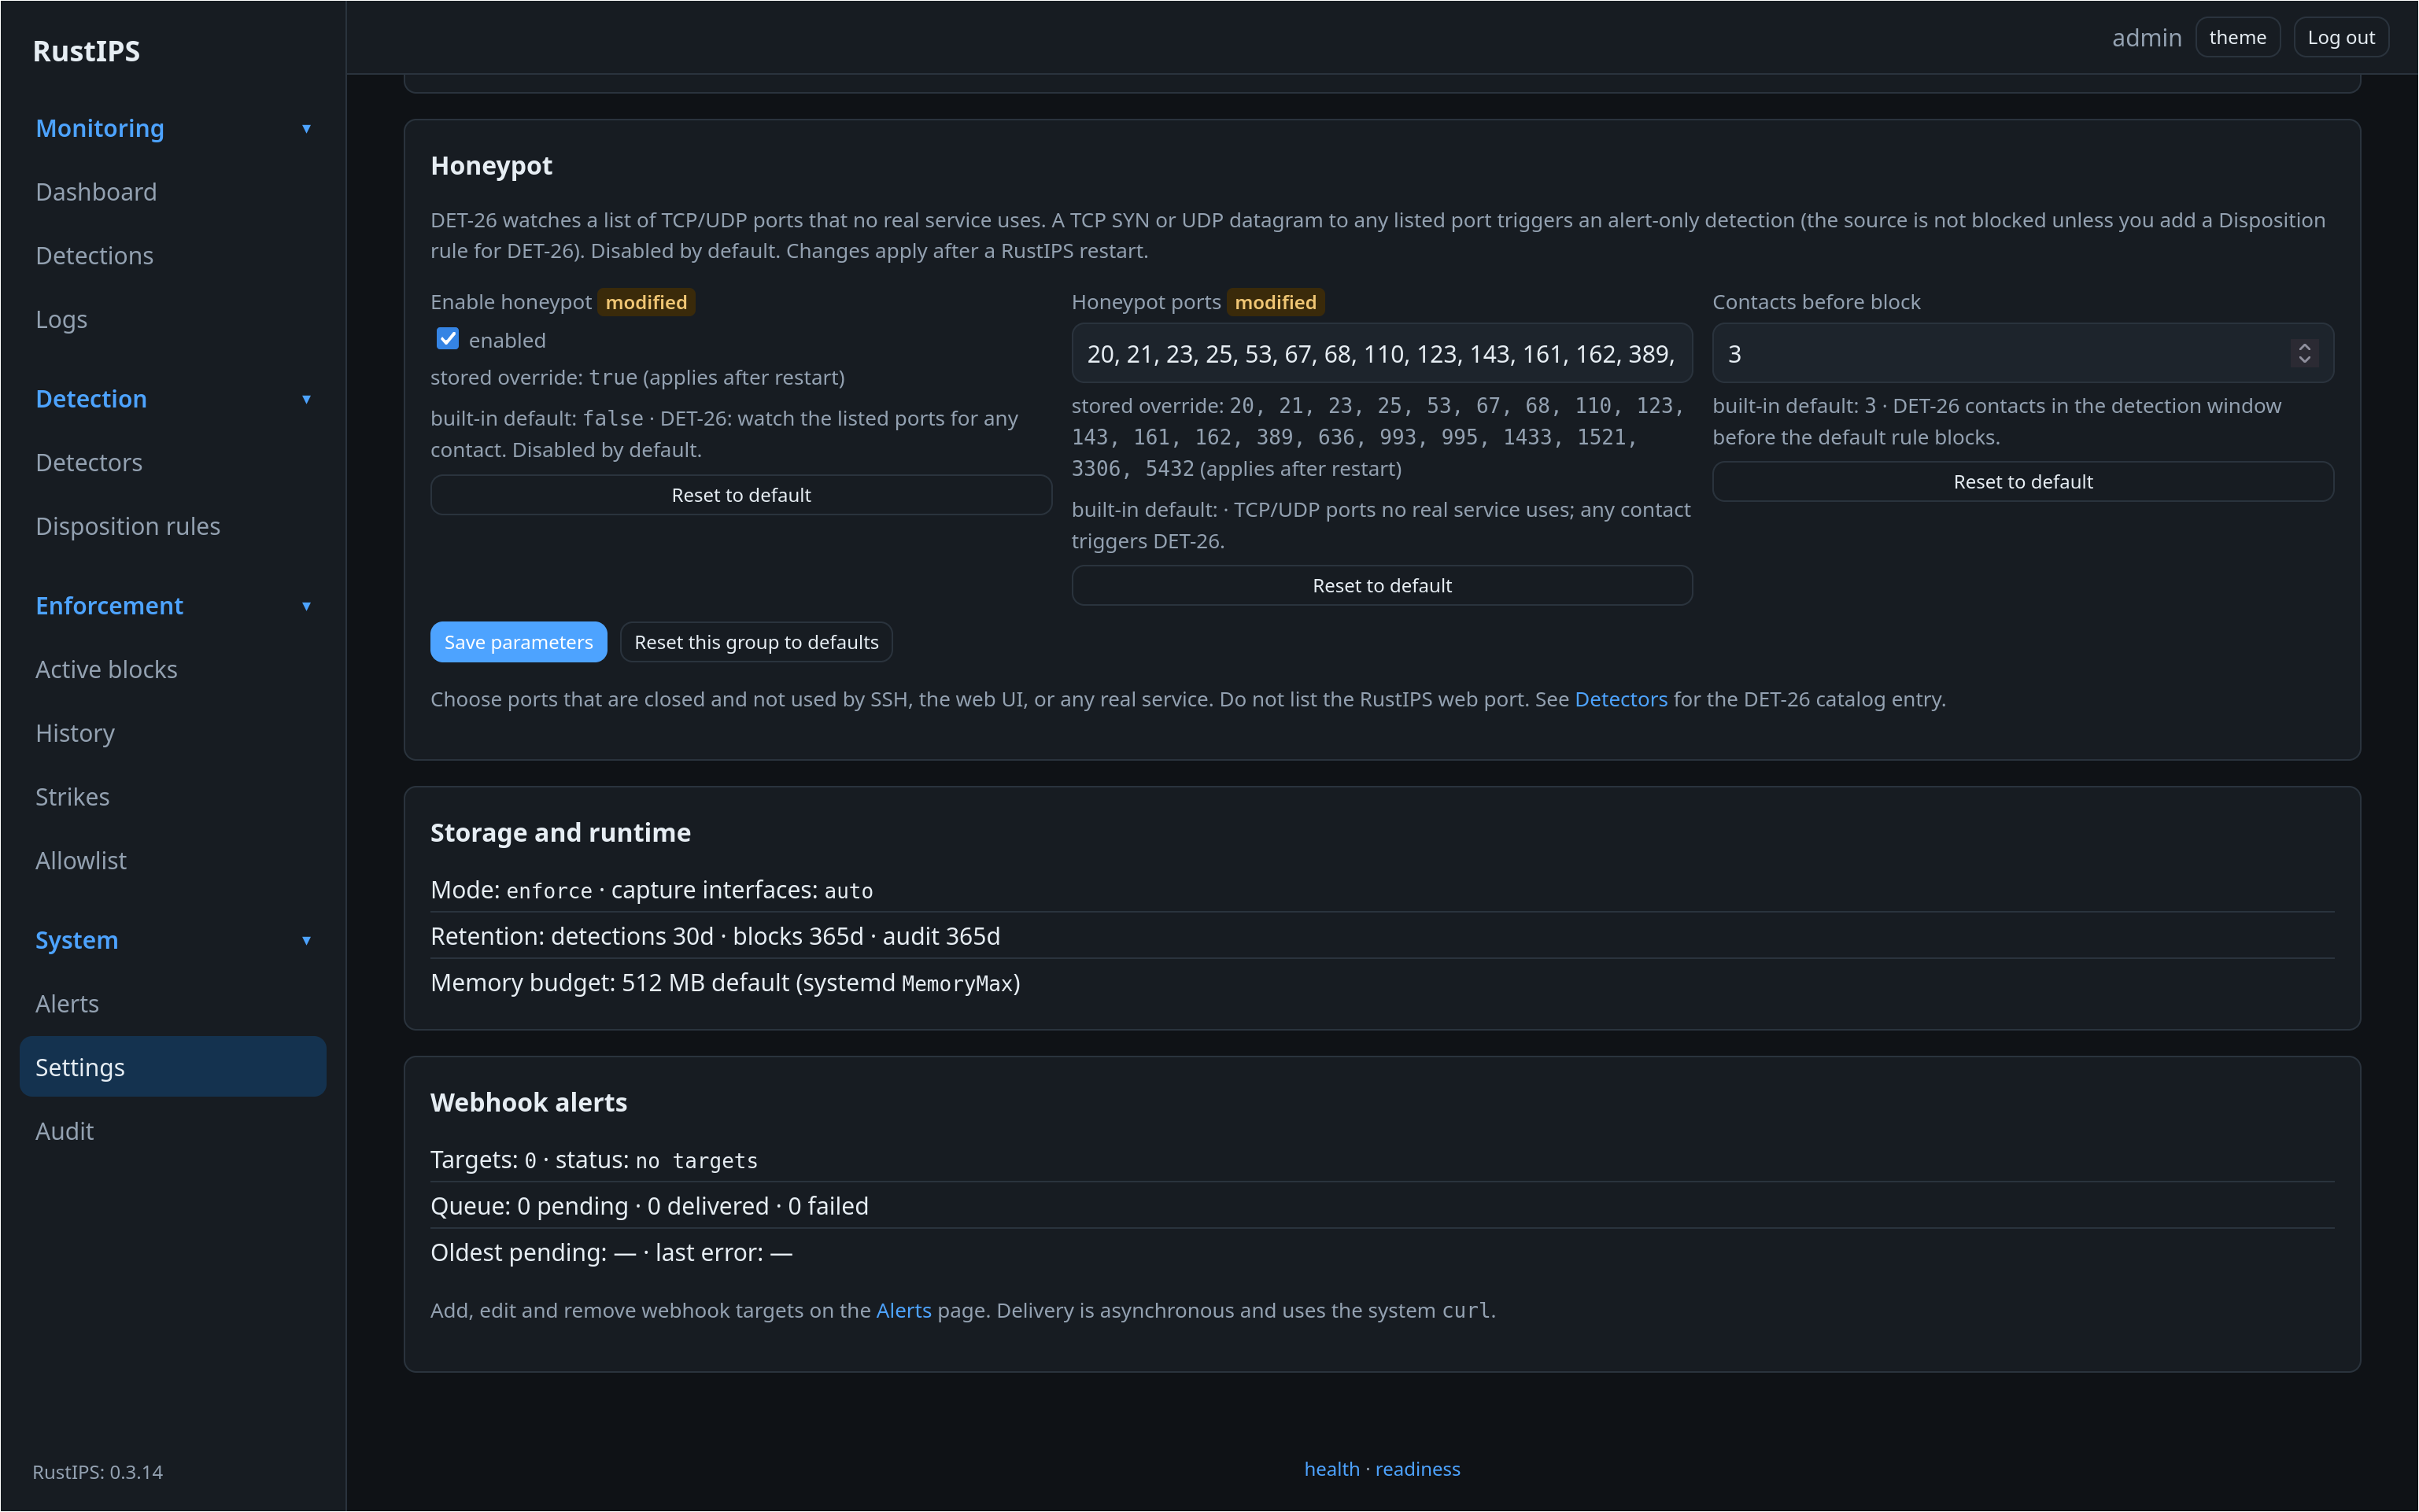 RustIPS
admin
theme
Log out
Monitoring ▾
Dashboard
Detections
Logs
Detection ▾
Detectors
Disposition rules
Enforcement ▾
Active blocks
History
Strikes
Allowlist
System ▾
Alerts
Settings
Audit
RustIPS: 0.3.14
Honeypot
DET-26 watches a list of TCP/UDP ports that no real service uses. A TCP SYN or UDP datagram to any listed port triggers an alert-only detection (the source is not blocked unless you add a Disposition
rule for DET-26). Disabled by default. Changes apply after a RustIPS restart.
Enable honeypot modified
enabled
stored override: true (applies after restart)
built-in default: false · DET-26: watch the listed ports for any
contact. Disabled by default.
Reset to default
Honeypot ports modified
20, 21, 23, 25, 53, 67, 68, 110, 123, 143, 161, 162, 389,
stored override: 20, 21, 23, 25, 53, 67, 68, 110, 123,
143, 161, 162, 389, 636, 993, 995, 1433, 1521,
3306, 5432 (applies after restart)
built-in default: · TCP/UDP ports no real service uses; any contact
triggers DET-26.
Reset to default
Contacts before block
3
built-in default: 3 · DET-26 contacts in the detection window
before the default rule blocks.
Reset to default
Save parameters
Reset this group to defaults
Choose ports that are closed and not used by SSH, the web UI, or any real service. Do not list the RustIPS web port. See Detectors for the DET-26 catalog entry.
Storage and runtime
Mode: enforce · capture interfaces: auto
Retention: detections 30d · blocks 365d · audit 365d
Memory budget: 512 MB default (systemd MemoryMax)
Webhook alerts
Targets: 0 · status: no targets
Queue: 0 pending · 0 delivered · 0 failed
Oldest pending: — · last error: —
Add, edit and remove webhook targets on the Alerts page. Delivery is asynchronous and uses the system curl.
health · readiness